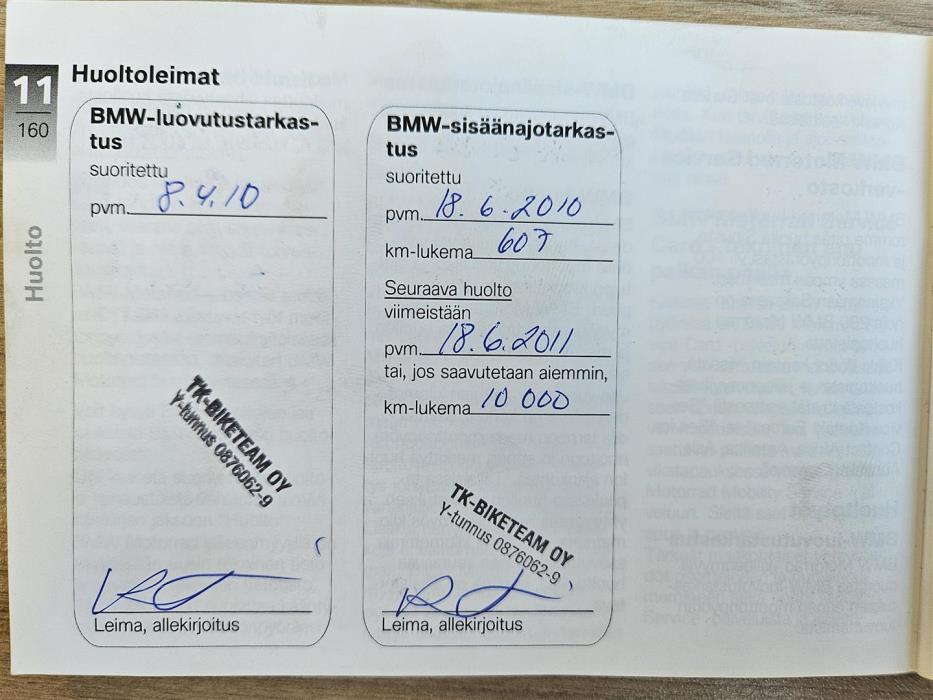 11
160
Huolto
Huoltoleimat
BMW-luovutustarkas-
tus
suoritettu
pvm. 8.4.10
TK-BIKETEAM OY
Y-tunnus 0876062-9
Leima, allekirjoitus
BMW-sisäänajotarkas-
tus
suoritettu
pvm. 18.6.2010
km-lukema 607
Seuraava huolto
viimeistään
pvm. 18.6.2011
tai, jos saavutetaan aiemmin,
km-lukema 10 000
TK-BIKETEAM OY
Y-tunnus 0876062-9
Leima, allekirjoitus